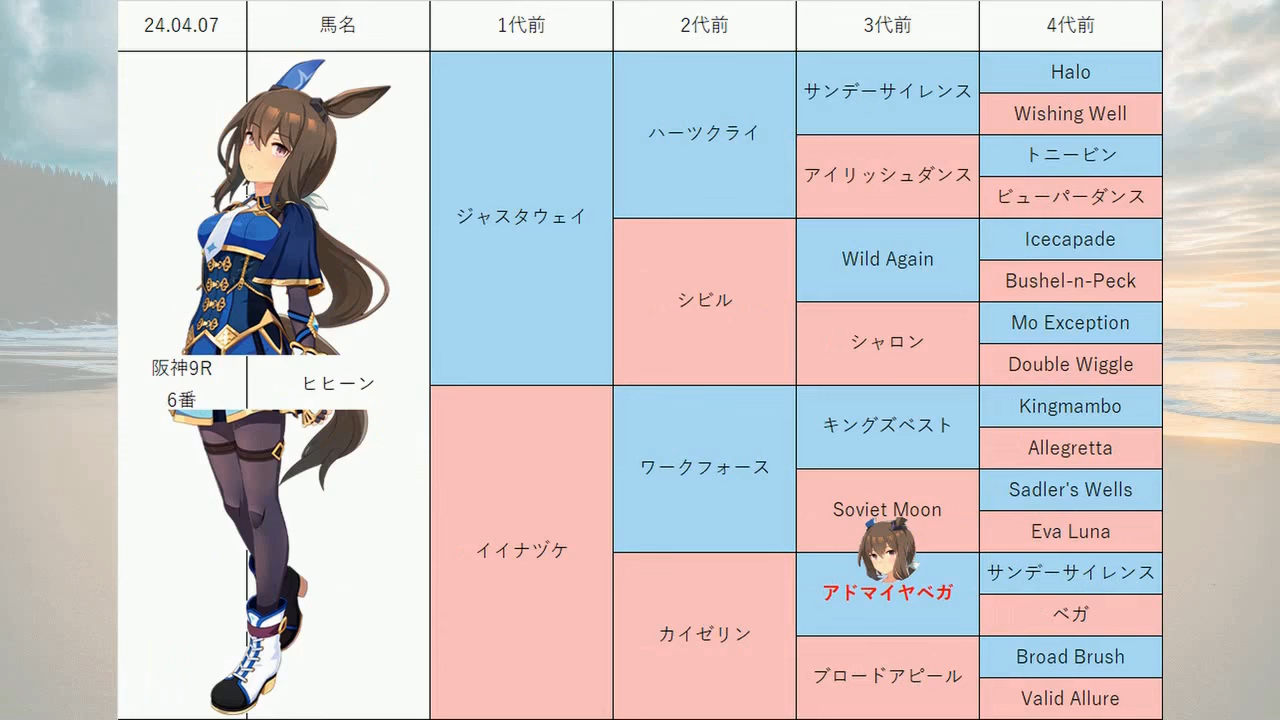 24.04.07
馬名
1代前
2代前
3代前
4代前
阪神9R
6番
ヒヒーン
ジャスタウェイ
イイナヅケ
ハーツクライ
シビル
ワークフォース
カイゼリン
サンデーサイレンス
アイリッシュダンス
Wild Again
シャロン
キングズベスト
Soviet Moon
アドマイヤベガ
ブロードアピール
Halo
Wishing Well
トニービン
ビューパーダンス
Icecapade
Bushel-n-Peck
Mo Exception
Double Wiggle
Kingmambo
Allegretta
Sadler's Wells
Eva Luna
サンデーサイレンス
ベガ
Broad Brush
Valid Allure